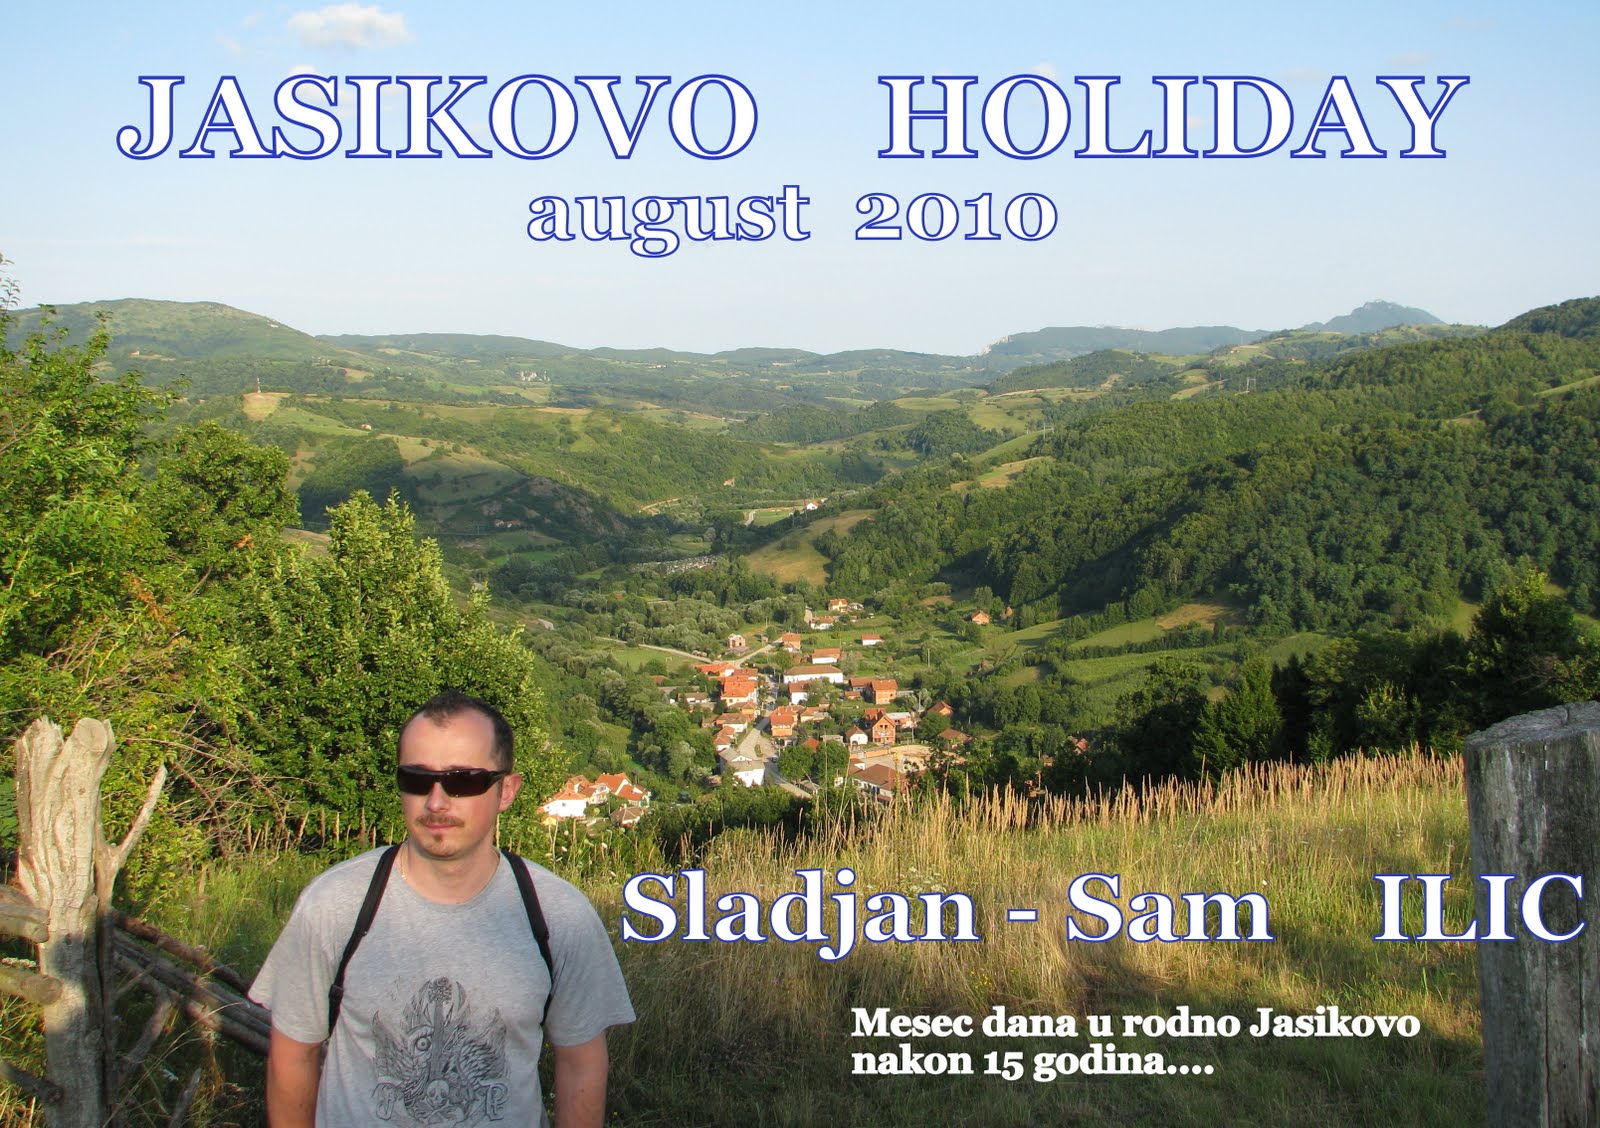 JASIKOVO HOLIDAY
august 2010
Sladjan - Sam ILIC
Mesec dana u rodno Jasikovo
nakon 15 godina....